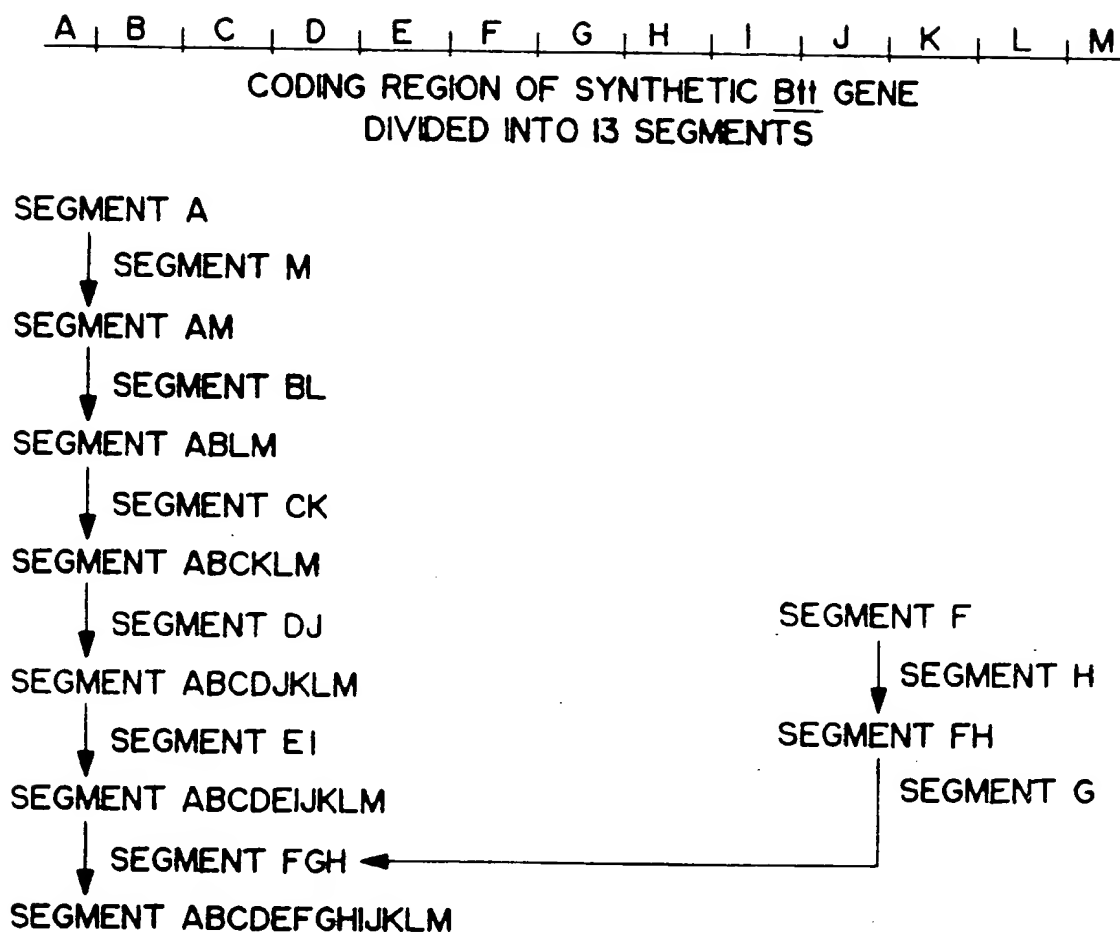 A B C D E F G H I J K L M
CODING REGION OF SYNTHETIC Btt GENE
DIVIDED INTO 13 SEGMENTS
SEGMENT A
SEGMENT M
SEGMENT AM
SEGMENT BL
SEGMENT ABLM
SEGMENT CK
SEGMENT ABCKLM
SEGMENT DJ
SEGMENT ABCDJKLM
SEGMENT EI
SEGMENT ABCDEIJKLM
SEGMENT FGH
SEGMENT ABCDEFGHIJKLM
SEGMENT F
SEGMENT H
SEGMENT FH
SEGMENT G